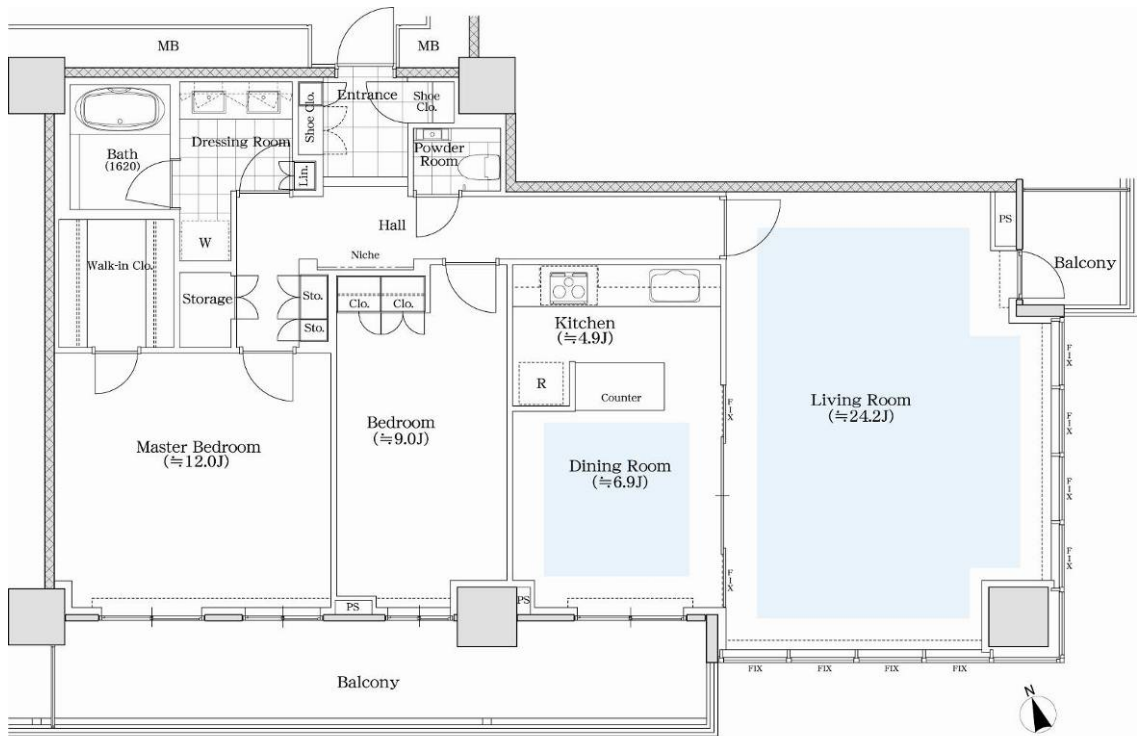 MB
MB
Entrance
Shoe Clo.
Shoe
Clo.
Dressing Room
Powder
Room
Bath
(1620)
Lin.
Hall
PS
W
Niche
Walk-in Clo.
Balcony
Storage
Sto.
Clo.
Clo.
Sto.
Kitchen
(≒4.9J)
FIX
R
Counter
Living Room
(≒24.2J)
FIX
FIX
Bedroom
(≒9.0J)
Master Bedroom
(≒12.0J)
Dining Room
(≒6.9J)
FIX
FIX
FIX
PS
PS
FIX
FIX
FIX
FIX
Balcony
N